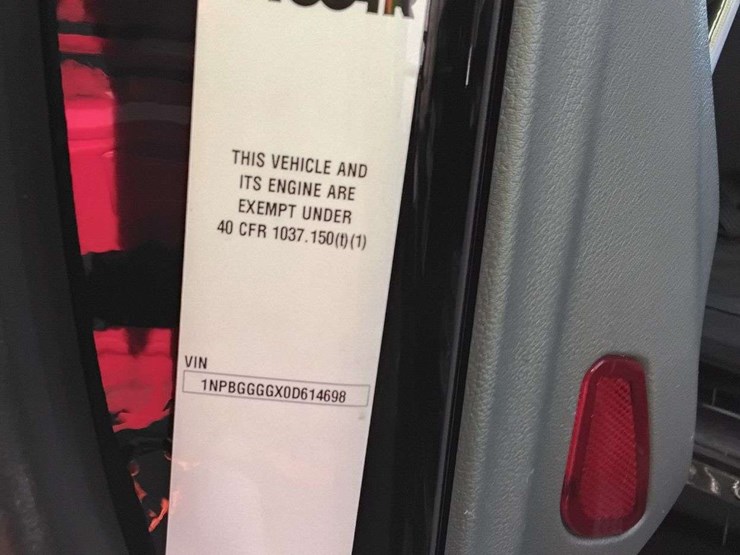 THIS VEHICLE AND
ITS ENGINE ARE
EXEMPT UNDER
40 CFR 1037.150(t)(1)
VIN
1NPBGGGGX0D614698